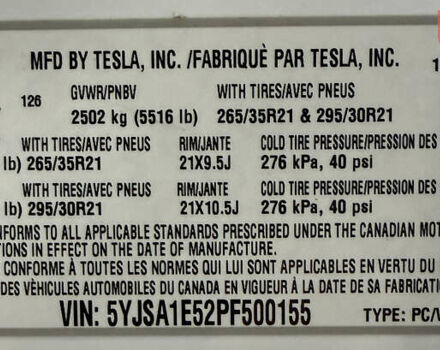 MFD BY TESLA, INC. /FABRIQUÈ PAR TESLA, INC.
126 GVWR/PNBV WITH TIRES/AVEC PNEUS
2502 kg (5516 lb) 265/35R21 & 295/30R21
WITH TIRES/AVEC PNEUS RIM/JANTE COLD TIRE PRESSURE/PRESSION DES
lb) 265/35R21 21X9.5J 276 kPa, 40 psi
WITH TIRES/AVEC PNEUS RIM/JANTE COLD TIRE PRESSURE/PRESSION DES
lb) 295/30R21 21X10.5J 276 kPa, 40 psi
NFORMS TO ALL APPLICABLE STANDARDS PRESCRIBED UNDER THE CANADIAN MOT
TIONS IN EFFECT ON THE DATE OF MANUFACTURE.
CONFORME À TOUTES LES NORMES QUI LUI SONT APPLICABLES EN VERTU DU
DES VÈHICULES AUTOMOBILES DU CANADA EN VIGUEUR À LA DATE DE SA FABRICATION
VIN: 5YJSA1E52PF500155 TYPE: PC/V